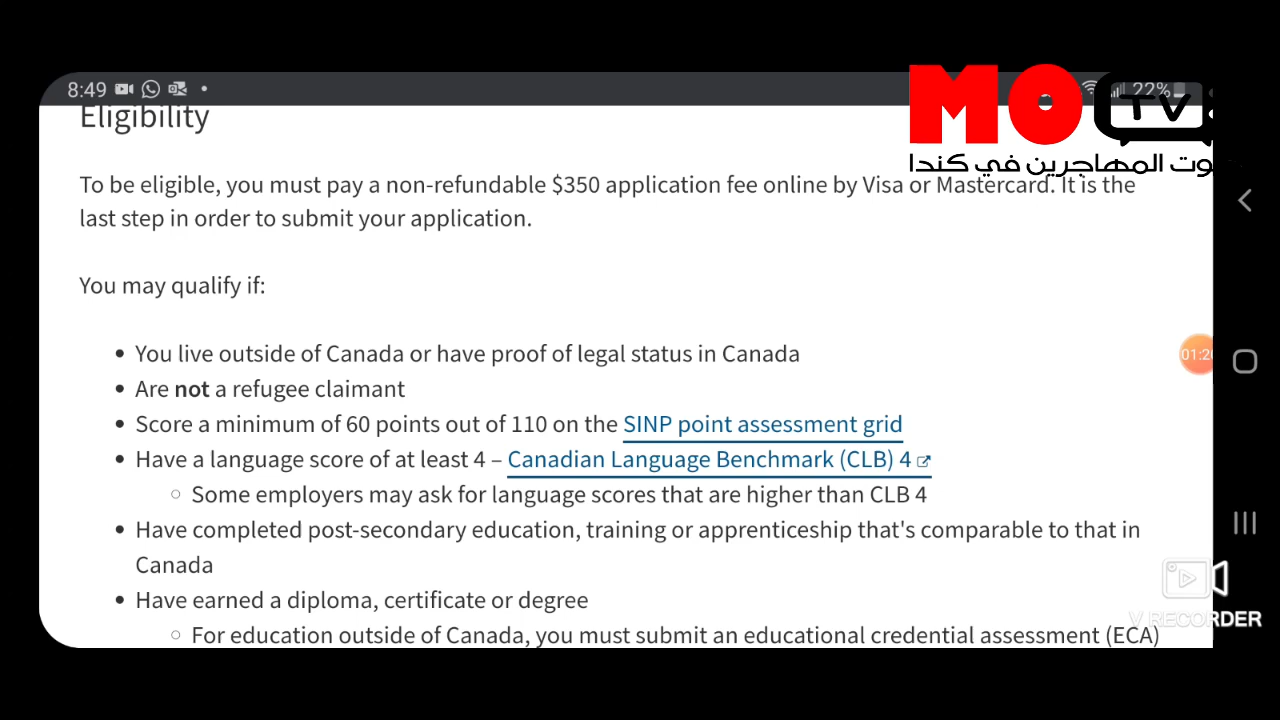 8:49
22%
MO TV
وت المهاجرين في كندا
Eligibility
To be eligible, you must pay a non-refundable $350 application fee online by Visa or Mastercard. It is the
last step in order to submit your application.
You may qualify if:
• You live outside of Canada or have proof of legal status in Canada
• Are not a refugee claimant
• Score a minimum of 60 points out of 110 on the SINP point assessment grid
• Have a language score of at least 4 – Canadian Language Benchmark (CLB) 4
○ Some employers may ask for language scores that are higher than CLB 4
• Have completed post-secondary education, training or apprenticeship that's comparable to that in
Canada
• Have earned a diploma, certificate or degree
○ For education outside of Canada, you must submit an educational credential assessment (ECA)
V RECORDER